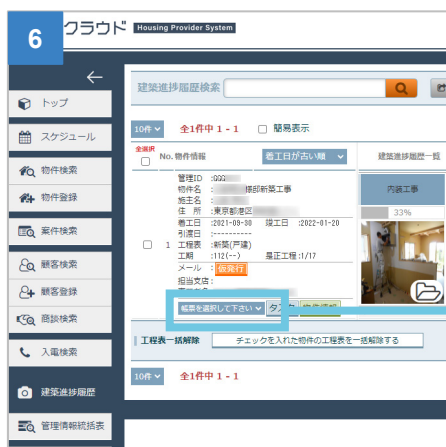 6
クラウド Housing Provider System
トップ
スケジュール
物件検索
物件登録
案件検索
顧客検索
顧客登録
商談検索
入電検索
建築進捗履歴
管理情報統括表
建築進捗履歴検索
10件 全1件中 1 - 1 簡易表示
全選択 No. 物件情報 着工日が古い順 建築進捗履歴一覧
管理ID :GGG
物件名 : 様邸新築工事
施主名 :
住 所 :東京都港区
着工日 :2021-09-30 竣工日 :2022-01-20
引渡日 :----------
1 工程表 :新築(戸建)
工期 :112(--) 是正工程 :1/17
メール : 仮発行
担当支店 :
帳票を選択して下さい
内装工事
33%
工程表一括解除 チェックを入れた物件の工程表を一括解除する
10件 全1件中 1 - 1